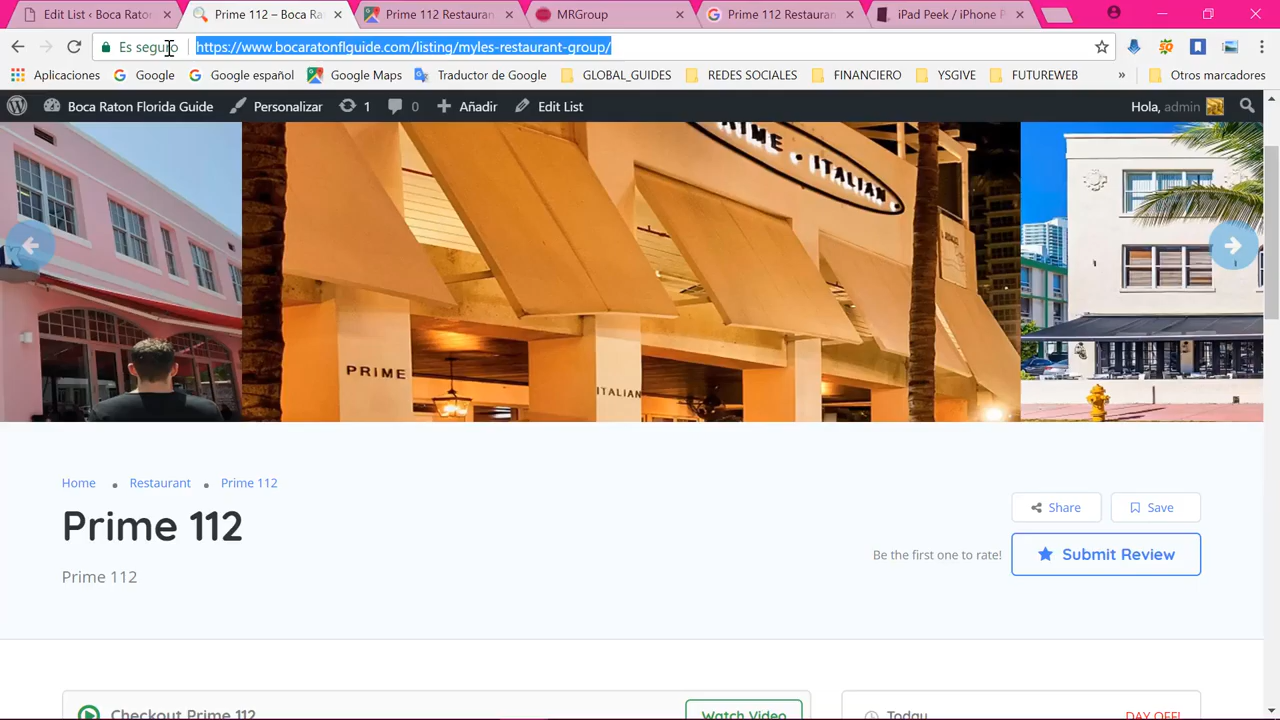 Edit List ‹ Boca Rator
Prime 112 – Boca Ra
Prime 112 Restauran
MRGroup
Prime 112 Restauran
iPad Peek / iPhone P
Es seguro
https://www.bocaratonflguide.com/listing/myles-restaurant-group/
Aplicaciones
Google
Google español
Google Maps
Traductor de Google
GLOBAL_GUIDES
REDES SOCIALES
FINANCIERO
YSGIVE
FUTUREWEB
»
Otros marcadores
Boca Raton Florida Guide
Personalizar
1
0
Añadir
Edit List
Hola, admin
PRIME • ITALIAN
PRIME
ITALIAN
Home
Restaurant
Prime 112
Share
Save
Prime 112
Be the first one to rate!
Submit Review
Prime 112
Checkout Prime 112
Watch Video
Today
DAY OFF!